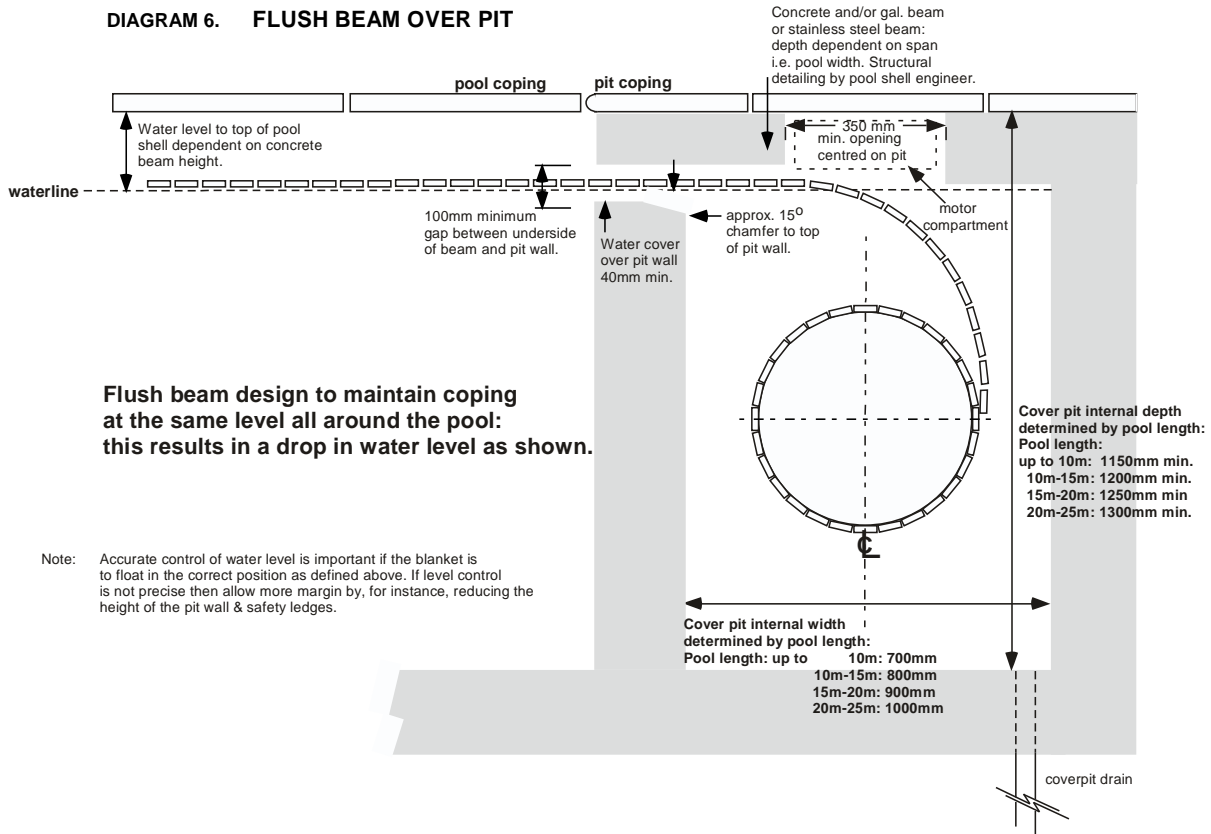 DIAGRAM 6. FLUSH BEAM OVER PIT
Concrete and/or gal. beam
or stainless steel beam:
depth dependent on span
i.e. pool width. Structural
detailing by pool shell engineer.
pool coping
pit coping
Water level to top of pool
shell dependent on concrete
beam height.
350 mm
min. opening
centred on pit
waterline
motor
compartment
100mm minimum
gap between underside
of beam and pit wall.
Water cover
over pit wall
40mm min.
approx. 15o
chamfer to top
of pit wall.
Flush beam design to maintain coping
at the same level all around the pool:
this results in a drop in water level as shown.
Cover pit internal depth
determined by pool length:
Pool length:
up to 10m: 1150mm min.
10m-15m: 1200mm min.
15m-20m: 1250mm min
20m-25m: 1300mm min.
℄
Note: Accurate control of water level is important if the blanket is
to float in the correct position as defined above. If level control
is not precise then allow more margin by, for instance, reducing the
height of the pit wall & safety ledges.
Cover pit internal width
determined by pool length:
Pool length: up to 10m: 700mm
10m-15m: 800mm
15m-20m: 900mm
20m-25m: 1000mm
coverpit drain